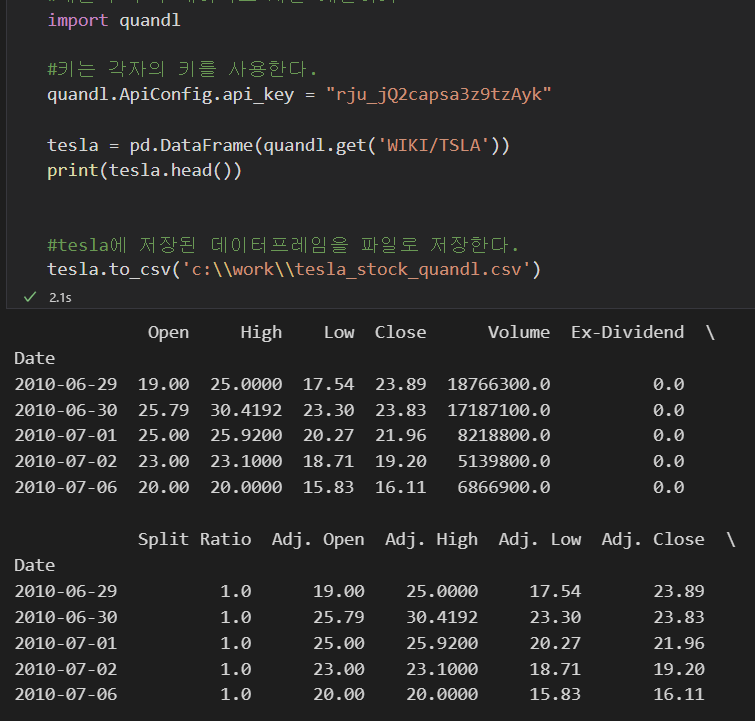 import quandl
#키는 각자의 키를 사용한다.
quandl.ApiConfig.api_key = "rju_jQ2capsa3z9tzAyk"
tesla = pd.DataFrame(quandl.get('WIKI/TSLA'))
print(tesla.head())
#tesla에 저장된 데이터프레임을 파일로 저장한다.
tesla.to_csv('c:\\work\\tesla_stock_quandl.csv')
✓ 2.1s
Open High Low Close Volume Ex-Dividend \
Date
2010-06-29 19.00 25.0000 17.54 23.89 18766300.0 0.0
2010-06-30 25.79 30.4192 23.30 23.83 17187100.0 0.0
2010-07-01 25.00 25.9200 20.27 21.96 8218800.0 0.0
2010-07-02 23.00 23.1000 18.71 19.20 5139800.0 0.0
2010-07-06 20.00 20.0000 15.83 16.11 6866900.0 0.0
Split Ratio Adj. Open Adj. High Adj. Low Adj. Close \
Date
2010-06-29 1.0 19.00 25.0000 17.54 23.89
2010-06-30 1.0 25.79 30.4192 23.30 23.83
2010-07-01 1.0 25.00 25.9200 20.27 21.96
2010-07-02 1.0 23.00 23.1000 18.71 19.20
2010-07-06 1.0 20.00 20.0000 15.83 16.11